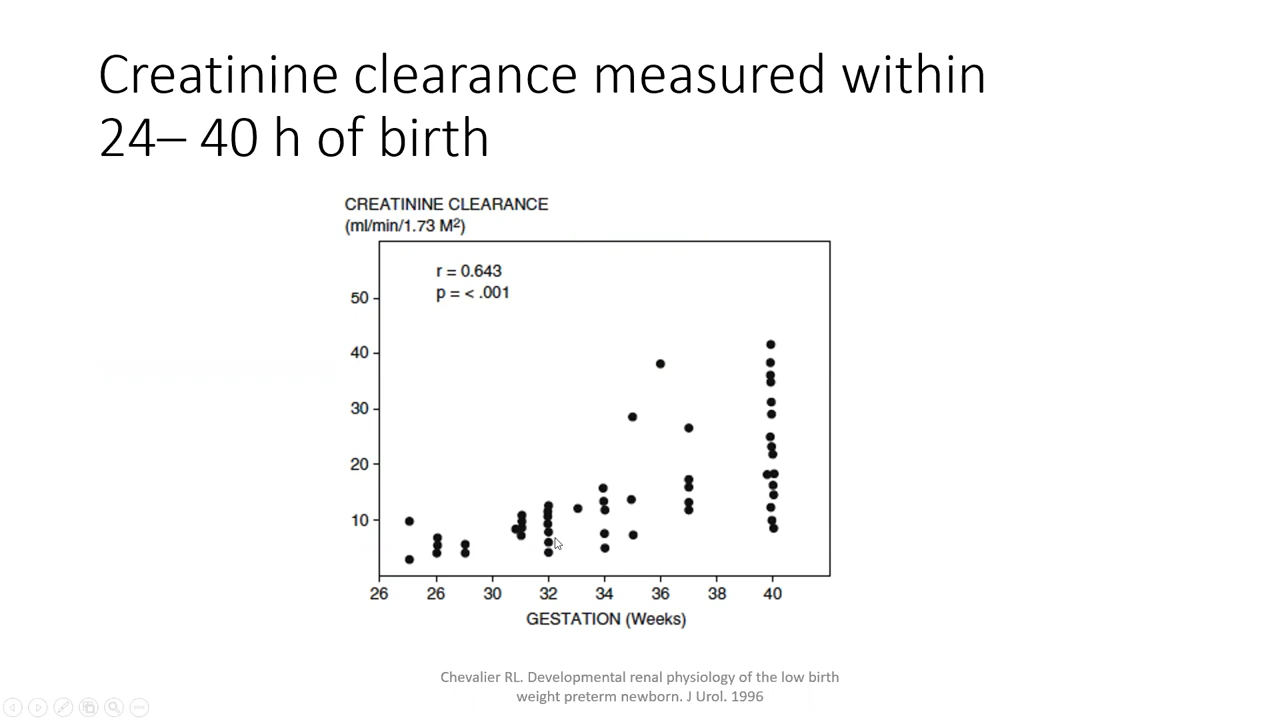 Creatinine clearance measured within
24– 40 h of birth
CREATININE CLEARANCE
(ml/min/1.73 M²)
r = 0.643
p = < .001
50
40
30
20
10
26 26 30 32 34 36 38 40
GESTATION (Weeks)
Chevalier RL. Developmental renal physiology of the low birth
weight preterm newborn. J Urol. 1996